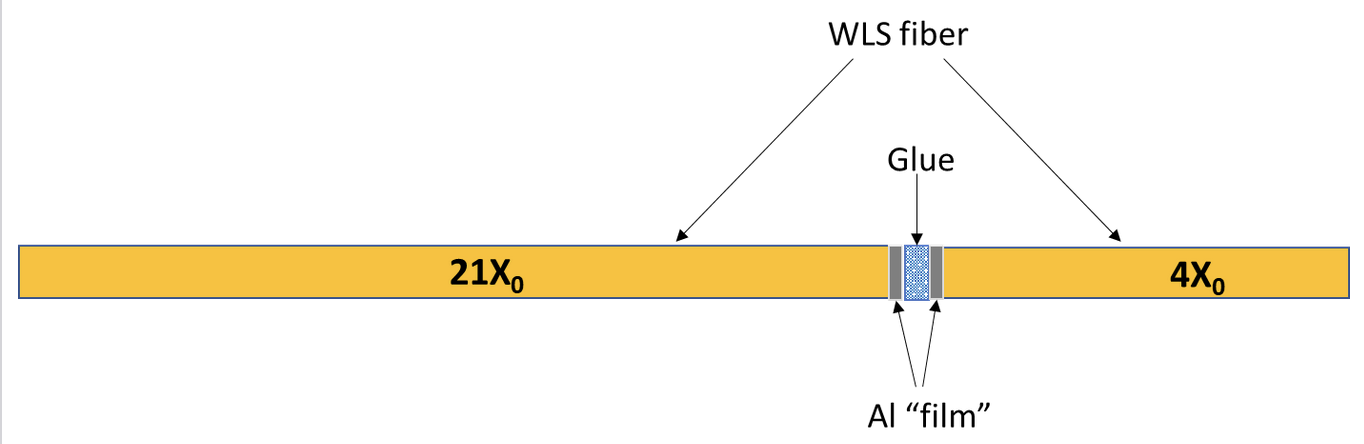 WLS fiber
Glue
21X₀
4X₀
Al “film”